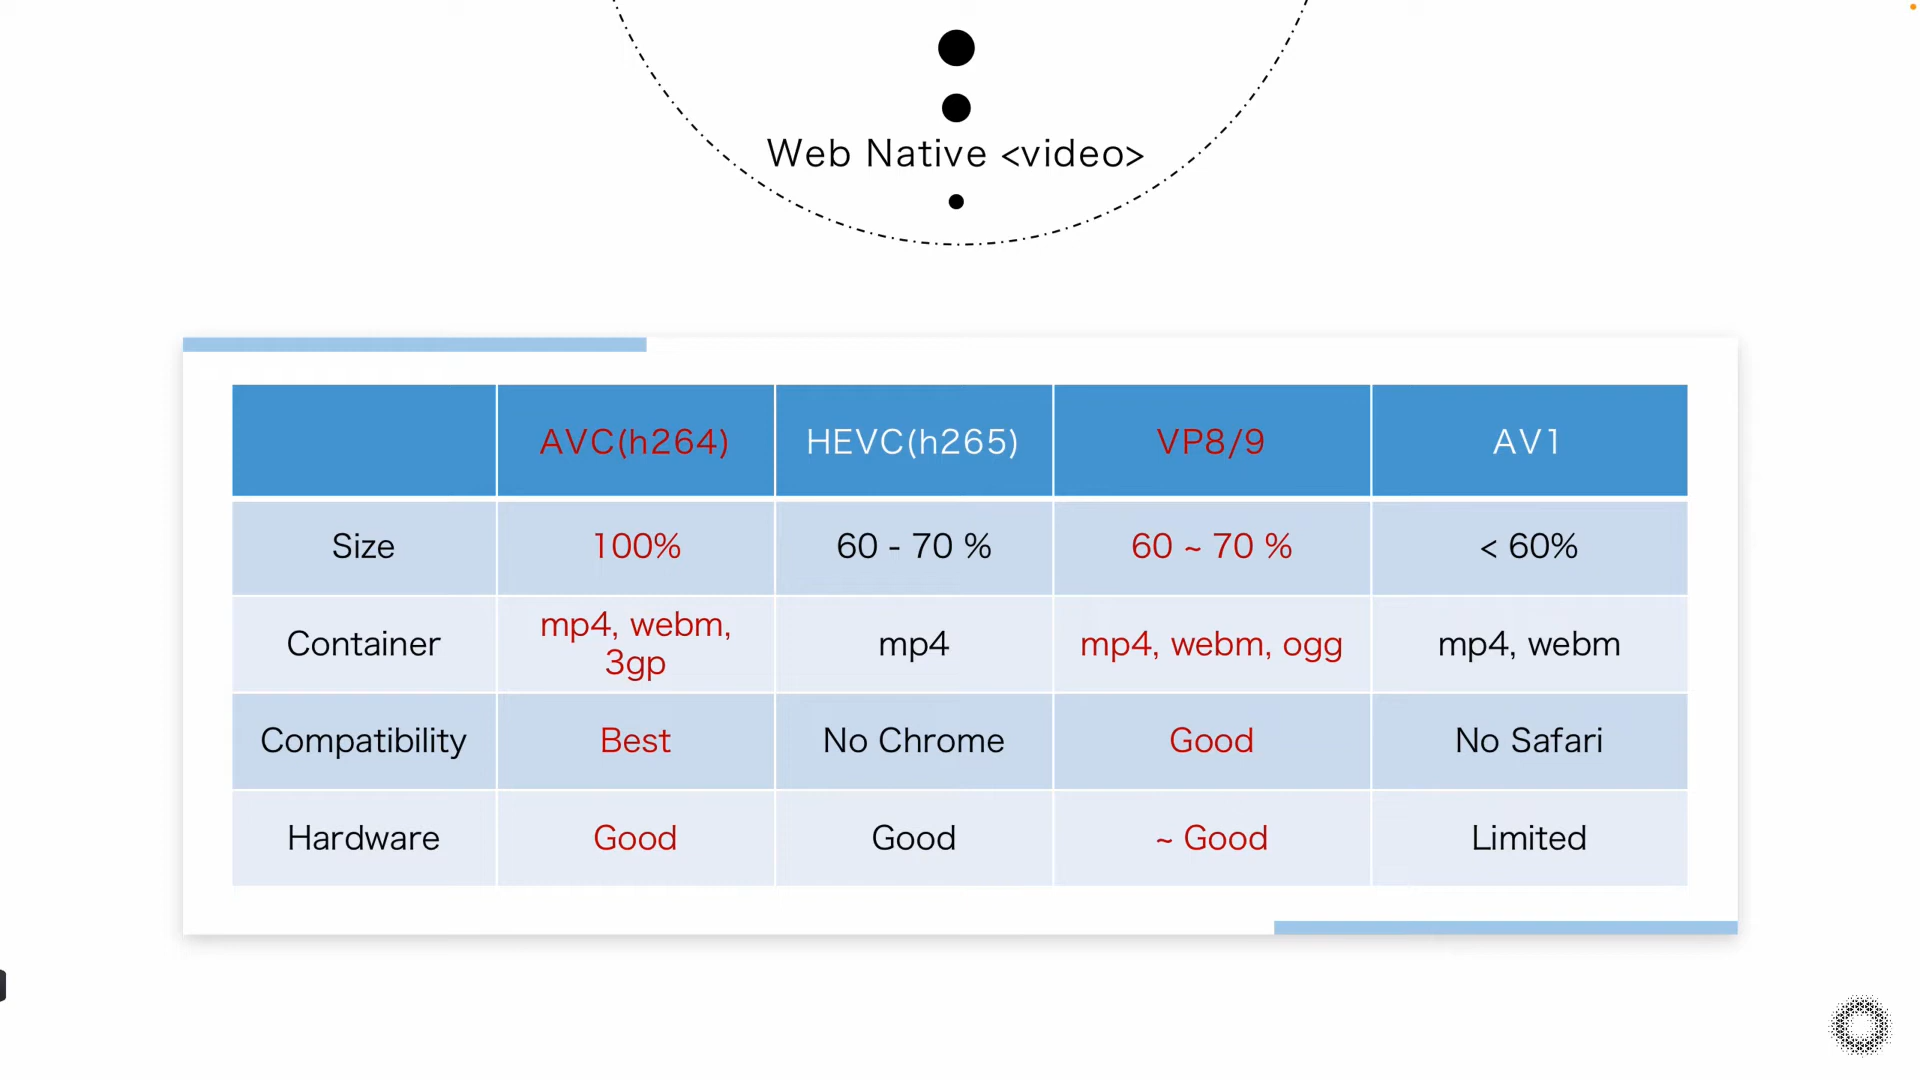 Web Native <video>
AVC(h264) HEVC(h265) VP8/9 AV1
Size 100% 60 - 70 % 60 ~ 70 % < 60%
Container mp4, webm, 3gp mp4 mp4, webm, ogg mp4, webm
Compatibility Best No Chrome Good No Safari
Hardware Good Good ~ Good Limited